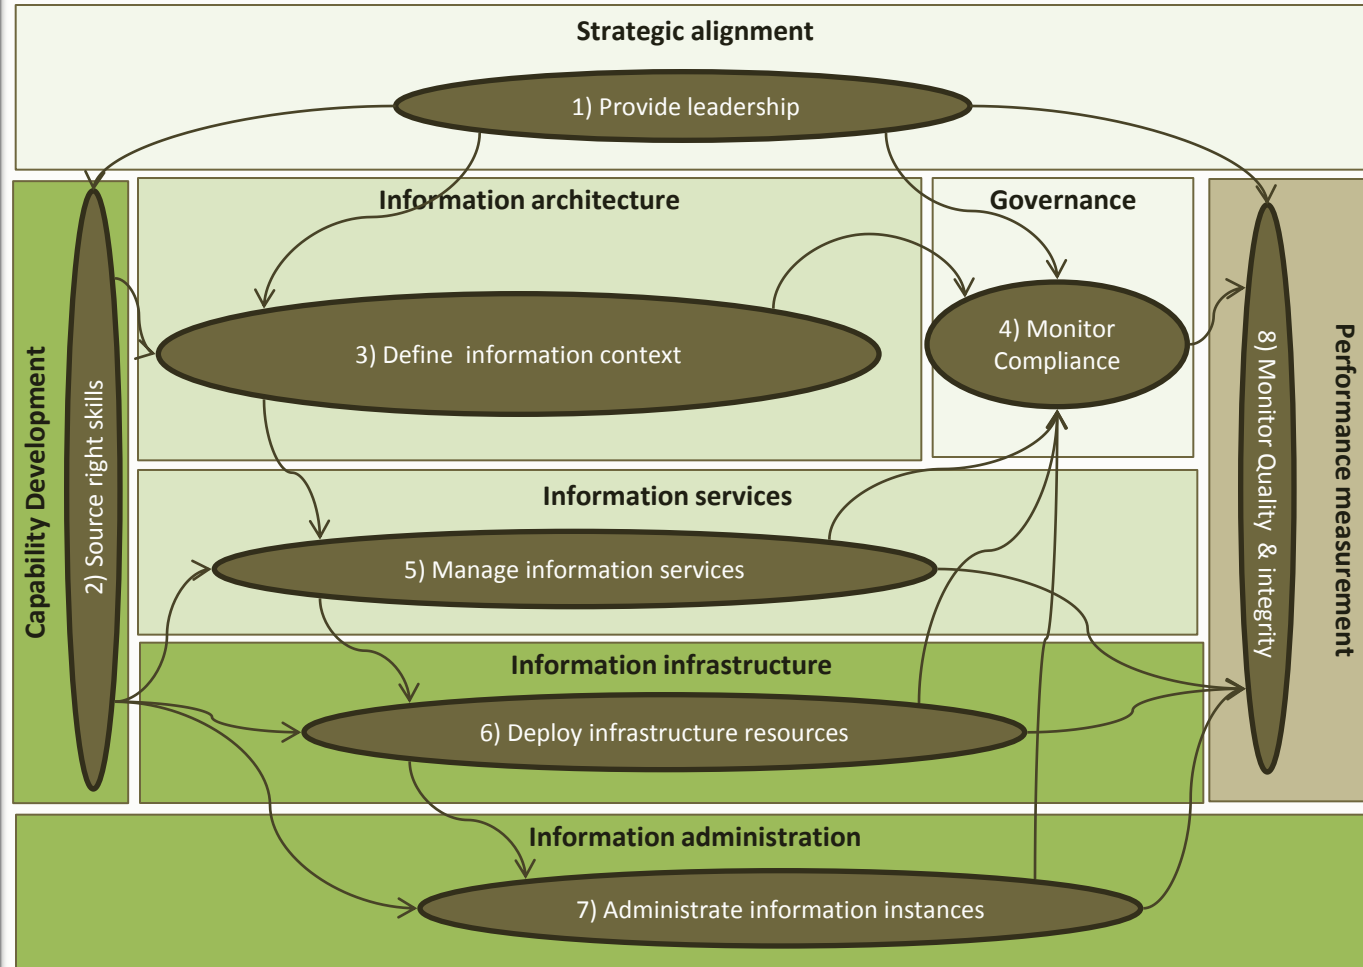 Strategic alignment
1) Provide leadership
Information architecture
Governance
3) Define  information context
4) Monitor
Compliance
Capability Development
2) Source right skills
8) Monitor Quality  & integrity
Performance measurement
Information services
5) Manage information services
Information infrastructure
6) Deploy infrastructure resources
Information administration
7) Administrate information instances